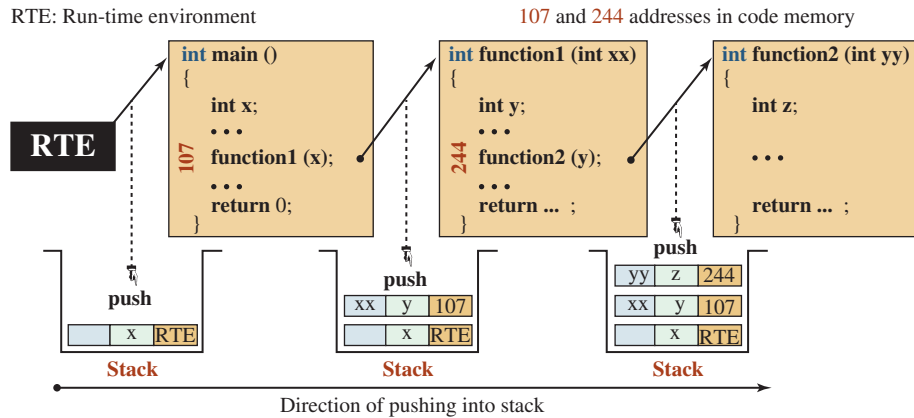 RTE: Run-time environment
107 and 244 addresses in code memory
RTE
int main ()
{
int x;
• • •
107
function1 (x);
• • •
return 0;
}
int function1 (int xx)
{
int y;
• • •
244
function2 (y);
• • •
return ... ;
}
int function2 (int yy)
{
int z;
• • •
return ... ;
}
push
x RTE
Stack
push
xx y 107
x RTE
Stack
push
yy z 244
xx y 107
x RTE
Stack
Direction of pushing into stack